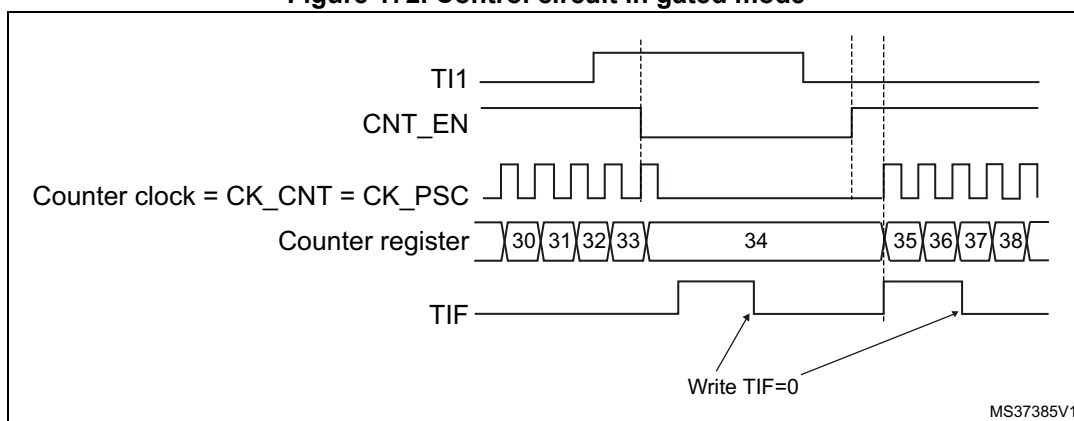 Figure 172. Control circuit in gated mode
TI1
CNT_EN
Counter clock = CK_CNT = CK_PSC
Counter register
30 31 32 33 34 35 36 37 38
TIF
Write TIF=0
MS37385V1